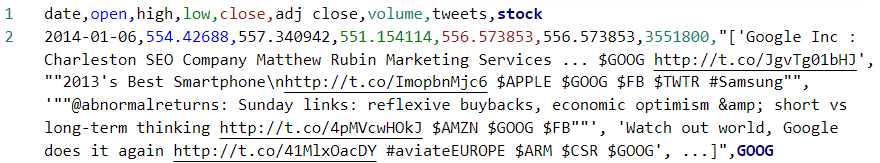 1 date,open,high,low,close,adj close,volume,tweets,stock
2 2014-01-06,554.42688,557.340942,551.154114,556.573853,556.573853,3551800,"['Google Inc :
Charleston SEO Company Matthew Rubin Marketing Services ... $GOOG http://t.co/JgvTg01bHJ',
""2013's Best Smartphone\nhttp://t.co/ImopbnMjc6 $APPLE $GOOG $FB $TWTR #Samsung"",
'""@abnormalreturns: Sunday links: reflexive buybacks, economic optimism &amp; short vs
long-term thinking http://t.co/4pMVcwHOkJ $AMZN $GOOG $FB""', 'Watch out world, Google
does it again http://t.co/41MlxOacDY #aviateEUROPE $ARM $CSR $GOOG', ...]",GOOG